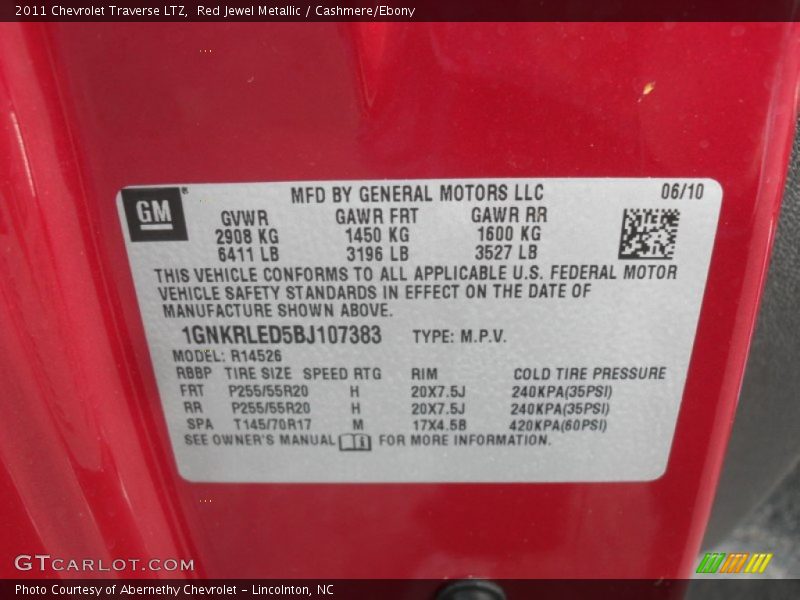 2011 Chevrolet Traverse LTZ,  Red Jewel Metallic / Cashmere/Ebony
MFD BY GENERAL MOTORS LLC 06/10
GM®
GVWR GAWR FRT GAWR RR
2908 KG 1450 KG 1600 KG
6411 LB 3196 LB 3527 LB
THIS VEHICLE CONFORMS TO ALL APPLICABLE U.S. FEDERAL MOTOR
VEHICLE SAFETY STANDARDS IN EFFECT ON THE DATE OF
MANUFACTURE SHOWN ABOVE.
1GNKRLED5BJ107383 TYPE: M.P.V.
MODEL: R14526
RBBP TIRE SIZE SPEED RTG RIM COLD TIRE PRESSURE
FRT P255/55R20 H 20X7.5J 240KPA(35PSI)
RR P255/55R20 H 20X7.5J 240KPA(35PSI)
SPA T145/70R17 M 17X4.5B 420KPA(60PSI)
SEE OWNER'S MANUAL FOR MORE INFORMATION.
GTCARLOT.COM
Photo Courtesy of Abernethy Chevrolet – Lincolnton, NC